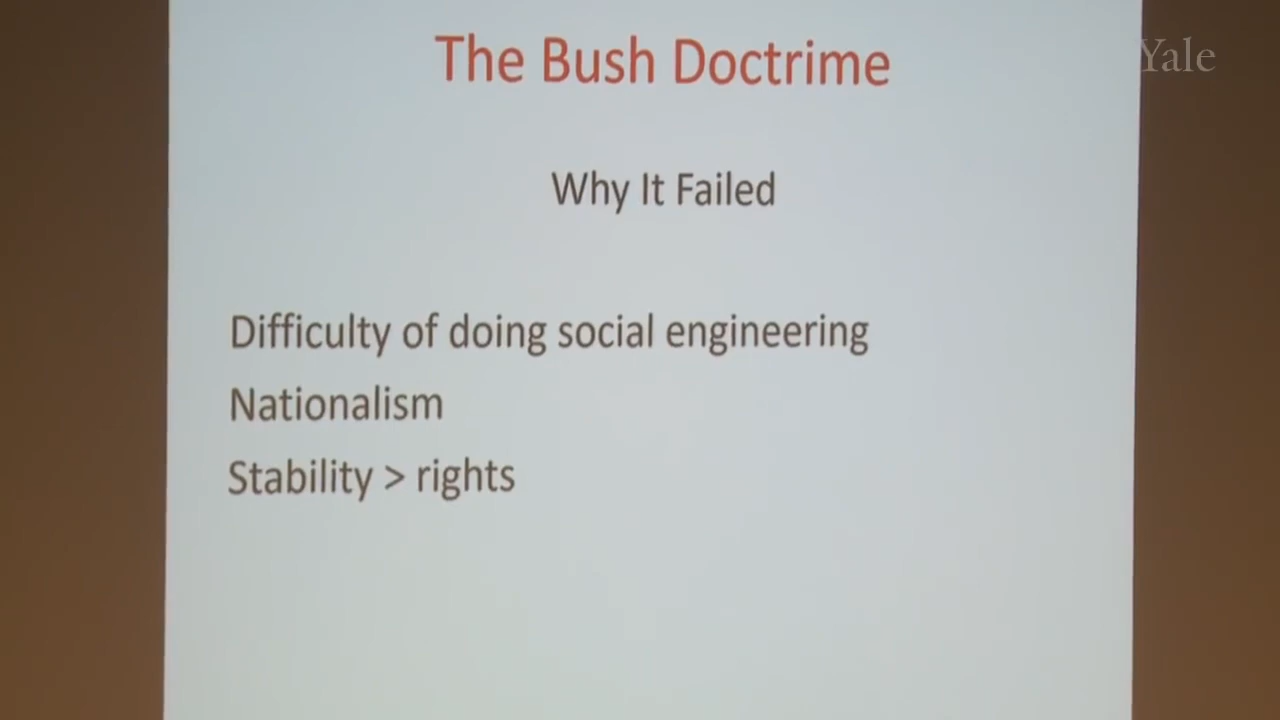 The Bush Doctrime
Yale
Why It Failed
Difficulty of doing social engineering
Nationalism
Stability > rights